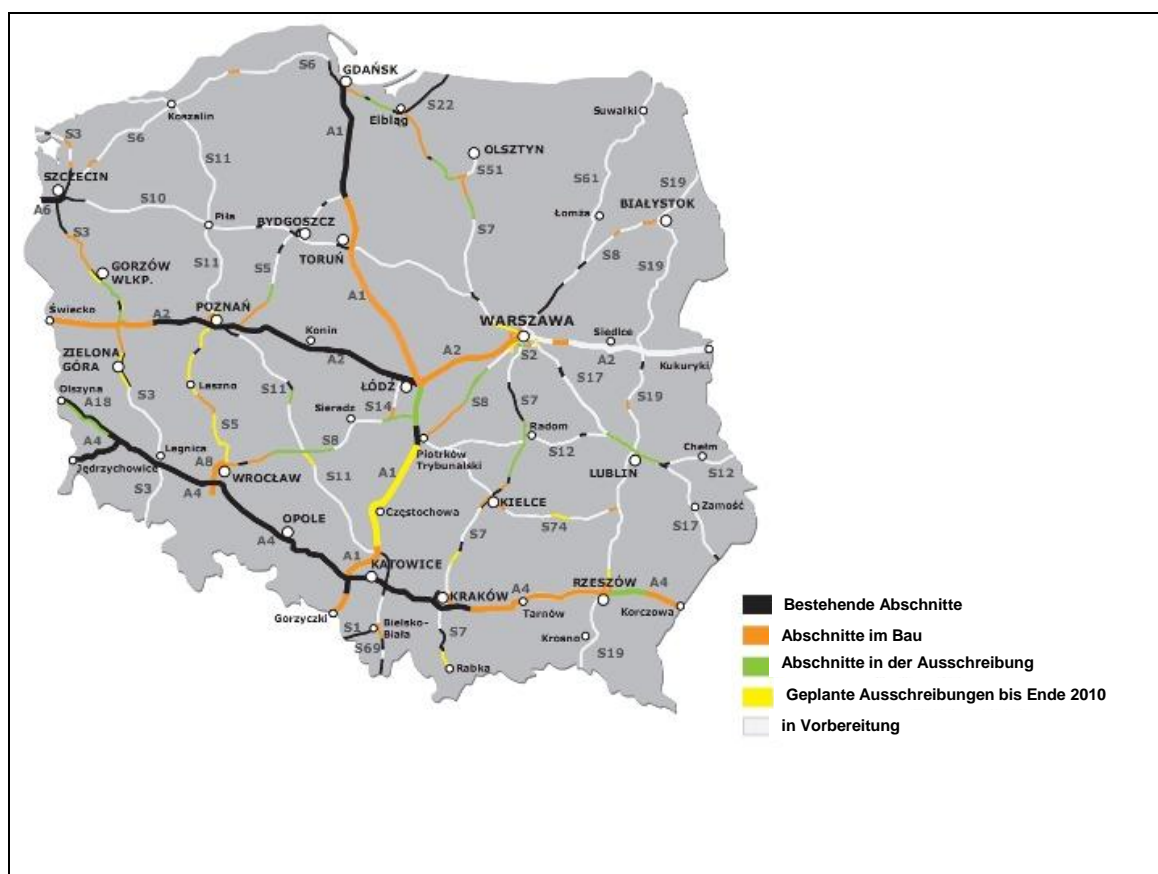 GDAŃSK
S6
S22
Elbląg
Suwałki
Koszalin
A1
S3
S6
S11
OLSZTYN
S51
S61
S19
SZCZECIN
A6
S10
Piła
BYDGOSZCZ
TORUŃ
Łomża
BIAŁYSTOK
S7
S8
S3
S11
S5
S19
GORZÓW
WLKP.
A1
Świecko
A2
POZNAŃ
Konin
WARSZAWA
Siedlce
A2
A2
S2
A2
Kukuryki
ZIELONA
GÓRA
ŁÓDŹ
S17
Olszyna
Leszno
S11
Sieradz
S14
S8
S7
S19
A18
S3
S5
S8
Radom
Chełm
A4
Legnica
A8
Piotrków
Trybunalski
S12
S12
Jędrzychowice
WROCŁAW
S11
A1
LUBLIN
S3
A4
KIELCE
Zamość
OPOLE
Częstochowa
S74
S17
A4
S7
A1
KATOWICE
RZESZÓW
A4
KRAKÓW
A4
Tarnów
Korczowa
Gorzyczki
S1
Bielsko-
Biała
S7
Krosno
S69
Rabka
S19
Bestehende Abschnitte
Abschnitte im Bau
Abschnitte in der Ausschreibung
Geplante Ausschreibungen bis Ende 2010
in Vorbereitung